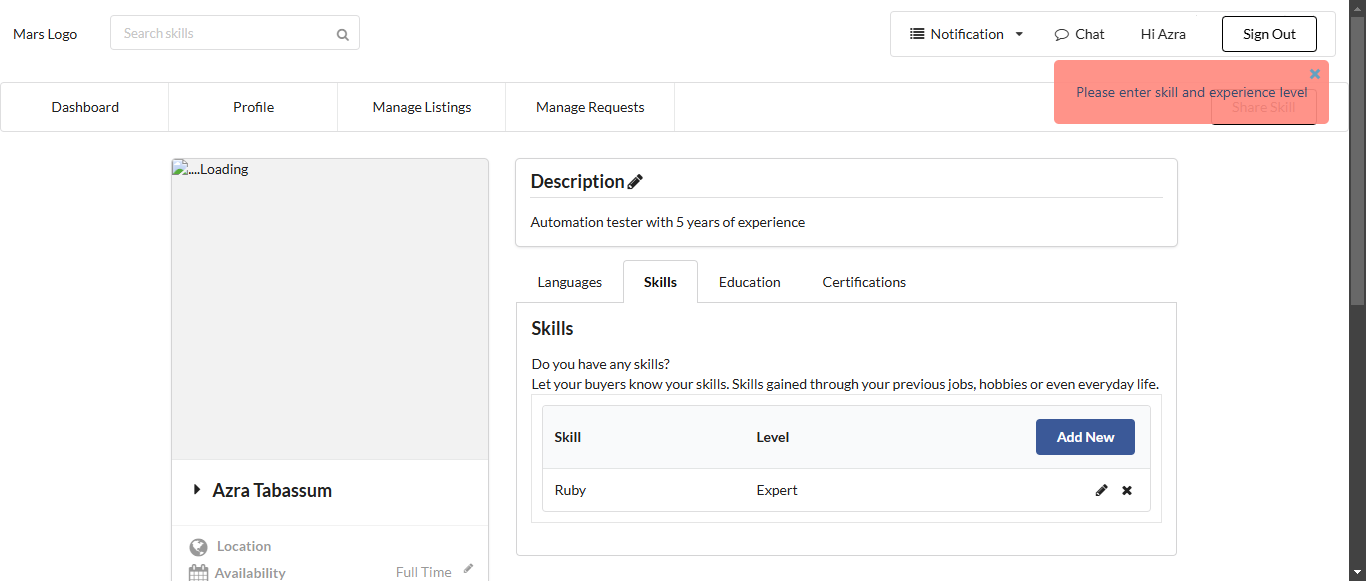 Mars Logo
Search skills
Notification
Chat
Hi Azra
Sign Out
Please enter skill and experience level
Share Skill
Dashboard
Profile
Manage Listings
Manage Requests
....Loading
Description
Automation tester with 5 years of experience
Languages
Skills
Education
Certifications
Skills
Do you have any skills?
Let your buyers know your skills. Skills gained through your previous jobs, hobbies or even everyday life.
Skill
Level
Add New
Ruby
Expert
Azra Tabassum
Location
Availability
Full Time